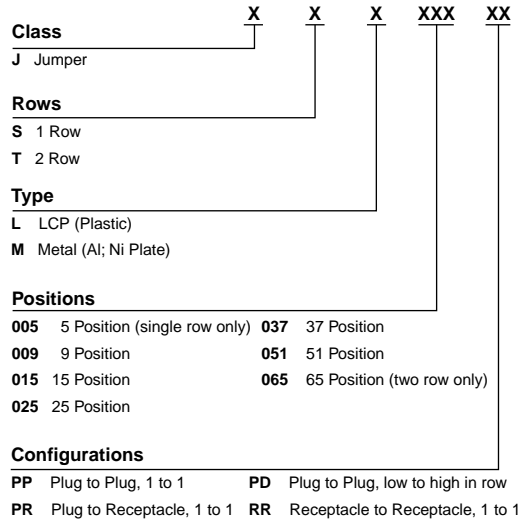 X X X XXX XX
Class
J Jumper
Rows
S 1 Row
T 2 Row
Type
L LCP (Plastic)
M Metal (Al; Ni Plate)
Positions
005 5 Position (single row only) 037 37 Position
009 9 Position 051 51 Position
015 15 Position 065 65 Position (two row only)
025 25 Position
Configurations
PP Plug to Plug, 1 to 1 PD Plug to Plug, low to high in row
PR Plug to Receptacle, 1 to 1 RR Receptacle to Receptacle, 1 to 1